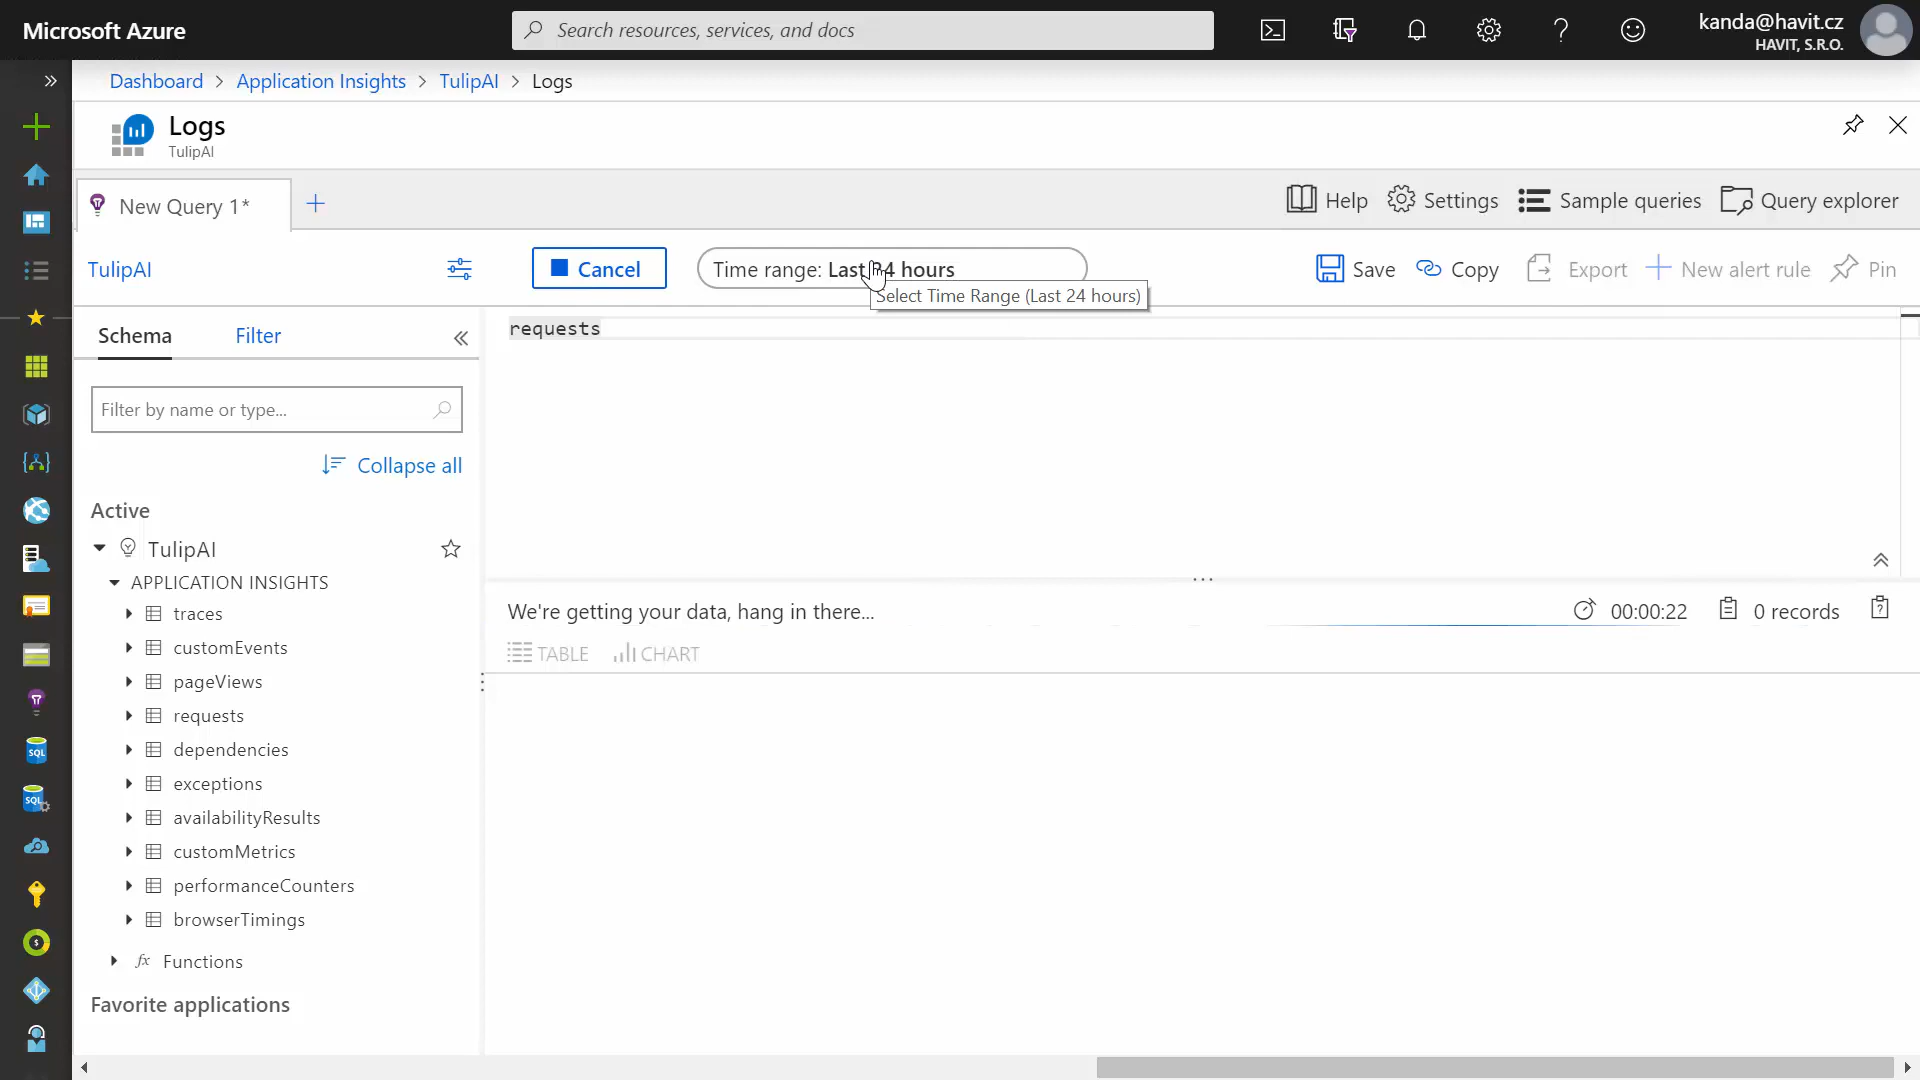 Microsoft Azure
Search resources, services, and docs
kanda@havit.cz
HAVIT, S.R.O.
Dashboard > Application Insights > TulipAI > Logs
Logs
TulipAI
New Query 1*
Help
Settings
Sample queries
Query explorer
TulipAI
Cancel
Time range: Last 24 hours
Save
Copy
Export
New alert rule
Pin
Select Time Range (Last 24 hours)
Schema
Filter
requests
Filter by name or type...
Collapse all
Active
TulipAI
APPLICATION INSIGHTS
traces
customEvents
pageViews
requests
dependencies
exceptions
availabilityResults
customMetrics
performanceCounters
browserTimings
fx Functions
Favorite applications
We're getting your data, hang in there...
00:00:22
0 records
TABLE
CHART
SQL
SQL